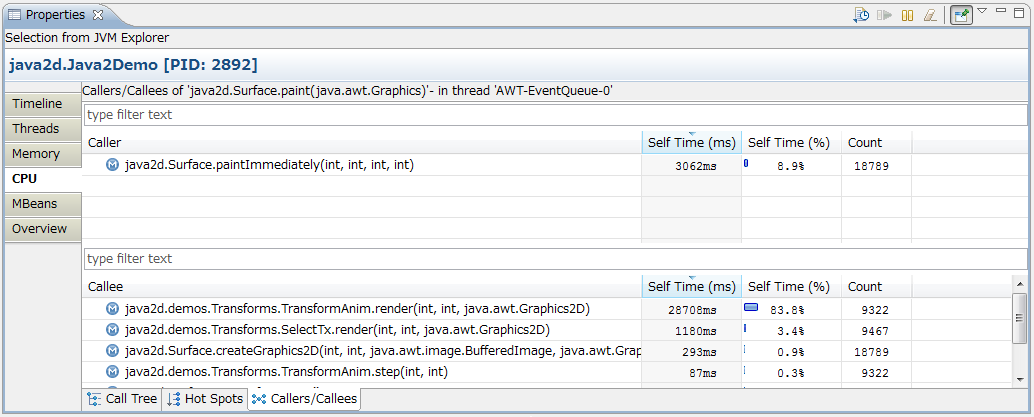 Properties
Selection from JVM Explorer
java2d.Java2Demo [PID: 2892]
Timeline
Threads
Memory
CPU
MBeans
Overview
Callers/Callees of 'java2d.Surface.paint(java.awt.Graphics)'- in thread 'AWT-EventQueue-0'
type filter text
Caller Self Time (ms) Self Time (%) Count
M java2d.Surface.paintImmediately(int, int, int, int) 3062ms 8.9% 18789
type filter text
Callee Self Time (ms) Self Time (%) Count
M java2d.demos.Transforms.TransformAnim.render(int, int, java.awt.Graphics2D) 28708ms 83.8% 9322
M java2d.demos.Transforms.SelectTx.render(int, int, java.awt.Graphics2D) 1180ms 3.4% 9467
M java2d.Surface.createGraphics2D(int, int, java.awt.image.BufferedImage, java.awt.Grap 293ms 0.9% 18789
M java2d.demos.Transforms.TransformAnim.step(int, int) 87ms 0.3% 9322
Call Tree Hot Spots Callers/Callees